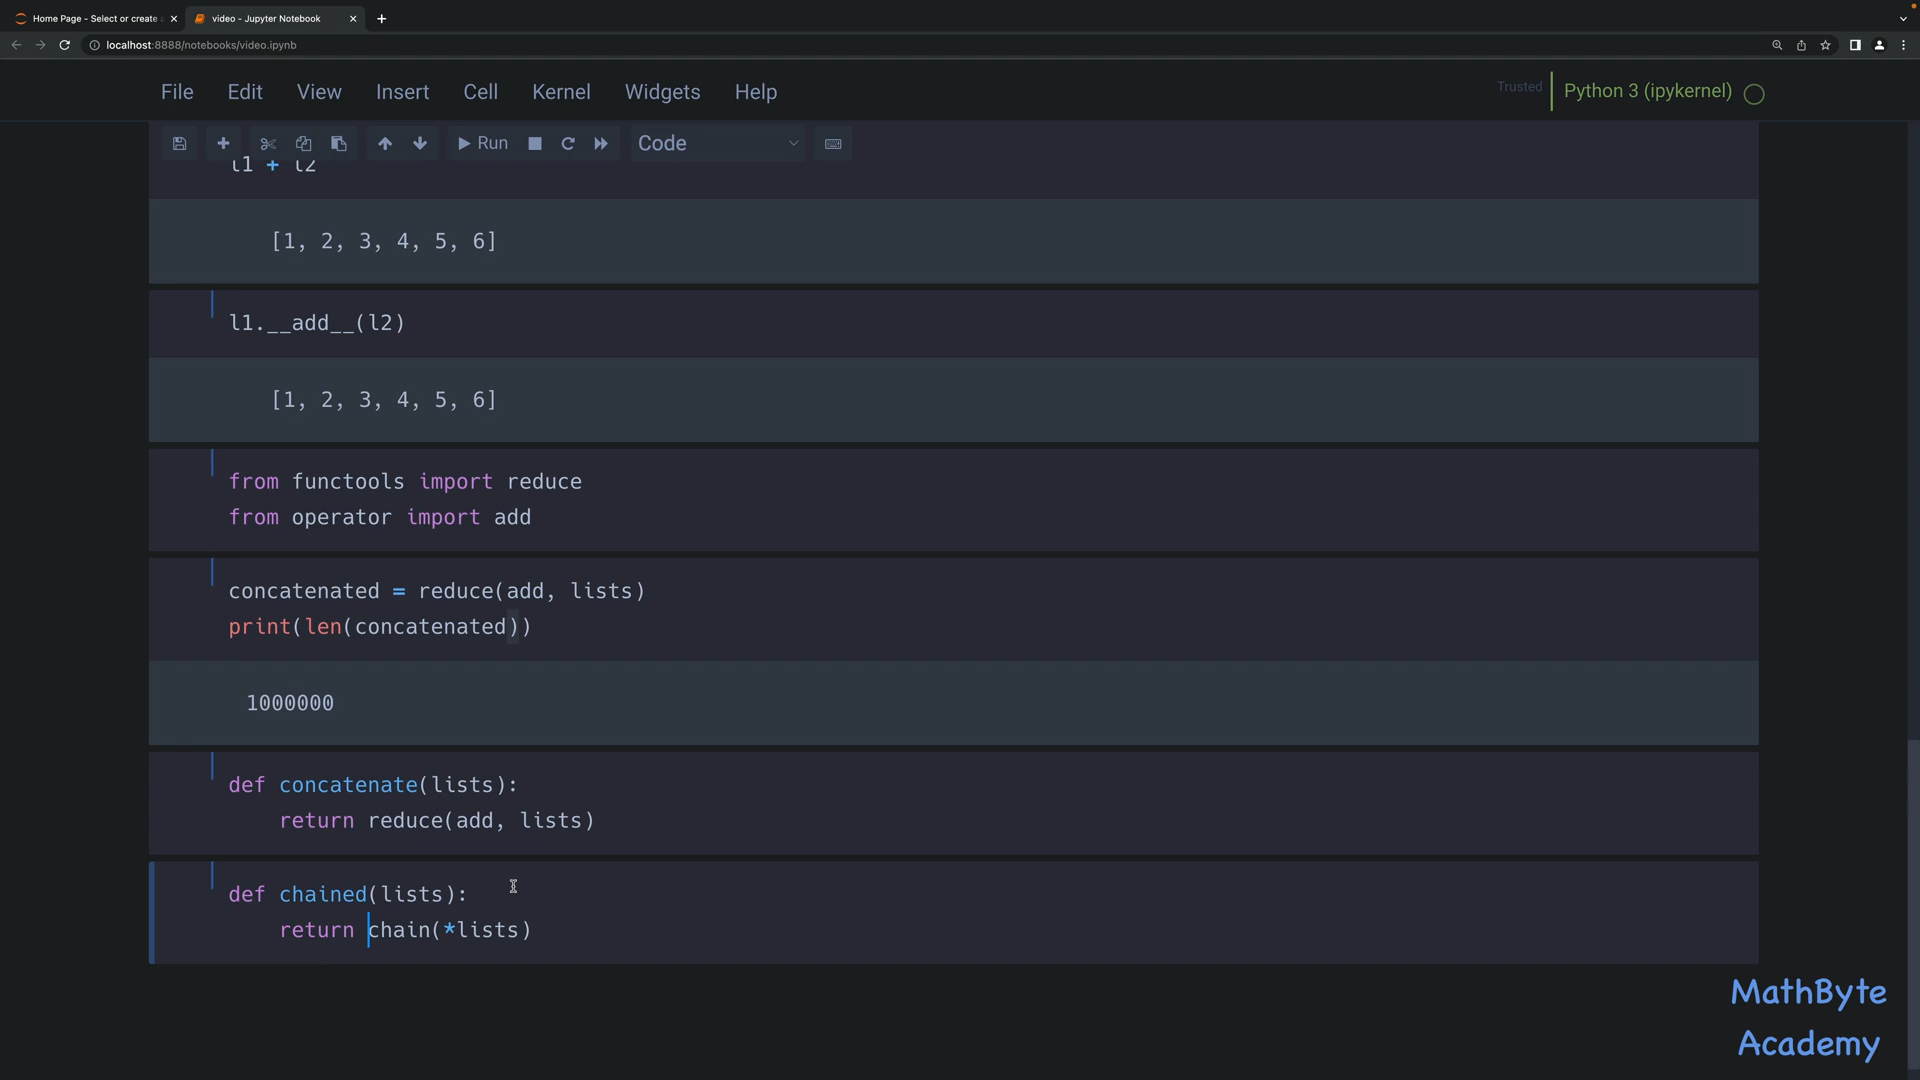 Home Page - Select or create
video - Jupyter Notebook
localhost:8888/notebooks/video.ipynb
File Edit View Insert Cell Kernel Widgets Help
Trusted
Python 3 (ipykernel)
Run
Code
l1 + l2
[1, 2, 3, 4, 5, 6]
l1.__add__(l2)
[1, 2, 3, 4, 5, 6]
from functools import reduce
from operator import add
concatenated = reduce(add, lists)
print(len(concatenated))
1000000
def concatenate(lists):
    return reduce(add, lists)
def chained(lists):
    return chain(*lists)
MathByte
Academy